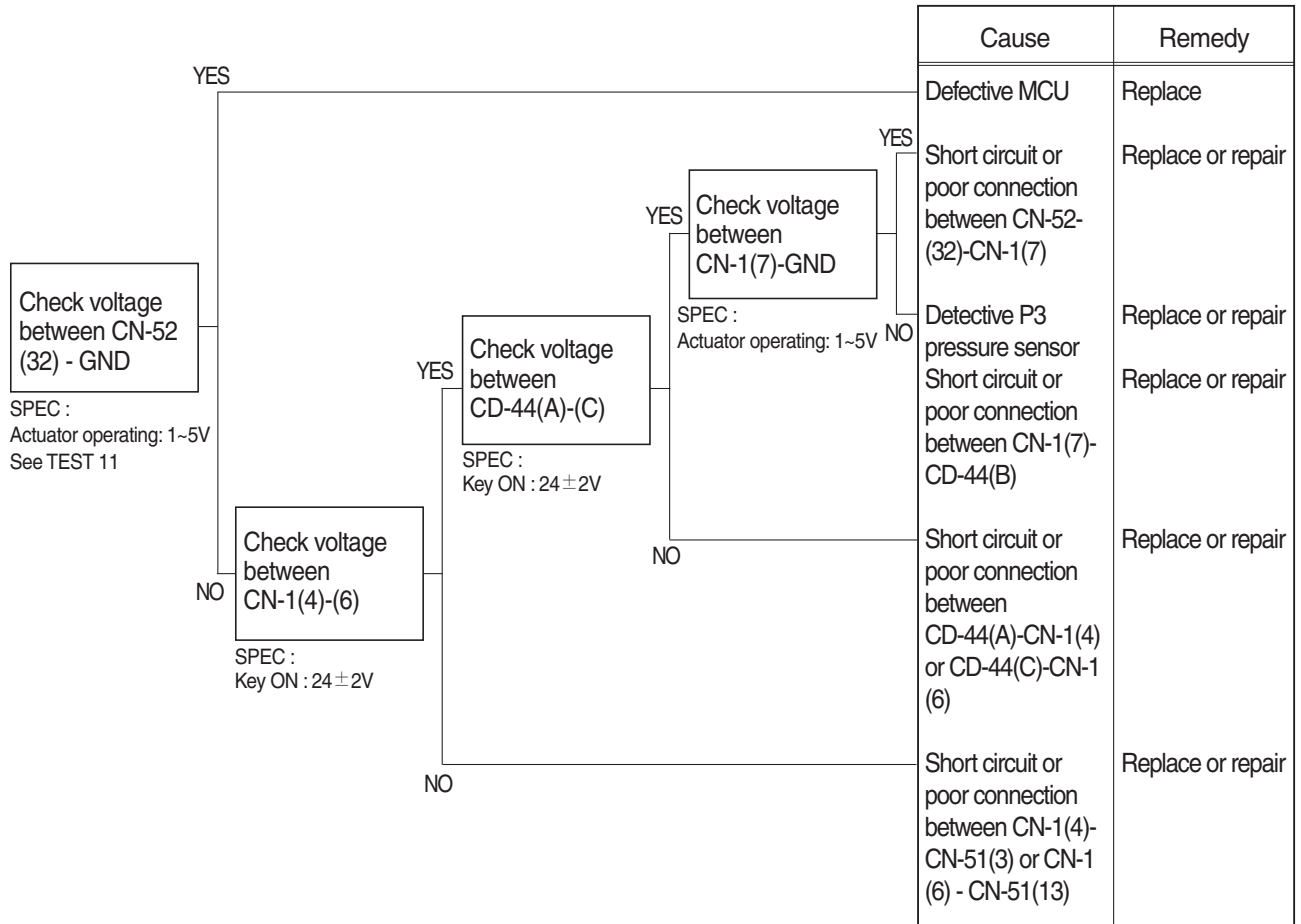 Cause
Remedy
YES
Defective MCU
Replace
YES
Short circuit or
poor connection
between CN-52-
(32)-CN-1(7)
Replace or repair
YES
Check voltage
between
CN-1(7)-GND
SPEC :
Actuator operating: 1~5V
NO
Detective P3
pressure sensor
Replace or repair
Short circuit or
poor connection
between CN-1(7)-
CD-44(B)
Replace or repair
Check voltage
between CN-52
(32) - GND
SPEC :
Actuator operating: 1~5V
See TEST 11
YES
Check voltage
between
CD-44(A)-(C)
SPEC :
Key ON : 24±2V
NO
Short circuit or
poor connection
between
CD-44(A)-CN-1(4)
or CD-44(C)-CN-1
(6)
Replace or repair
NO
Check voltage
between
CN-1(4)-(6)
SPEC :
Key ON : 24±2V
NO
Short circuit or
poor connection
between CN-1(4)-
CN-51(3) or CN-1
(6) - CN-51(13)
Replace or repair